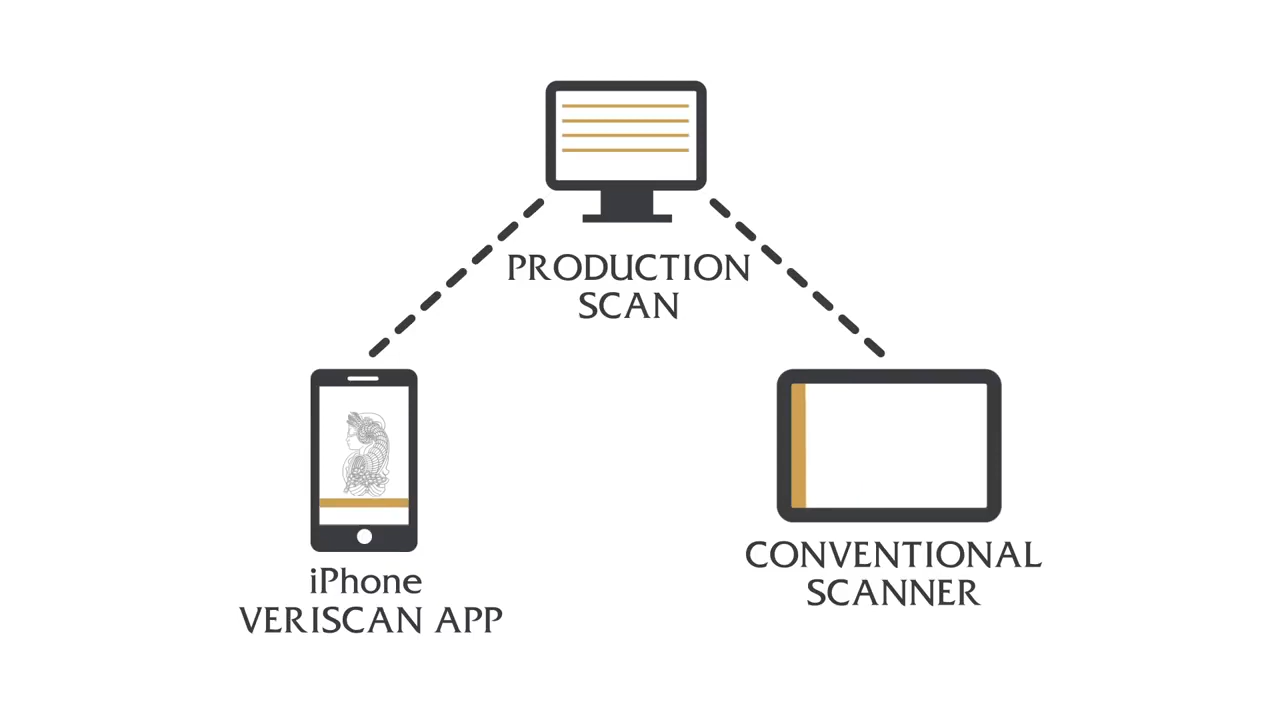 PRODUCTION
SCAN
iPhone
VERISCAN APP
CONVENTIONAL
SCANNER